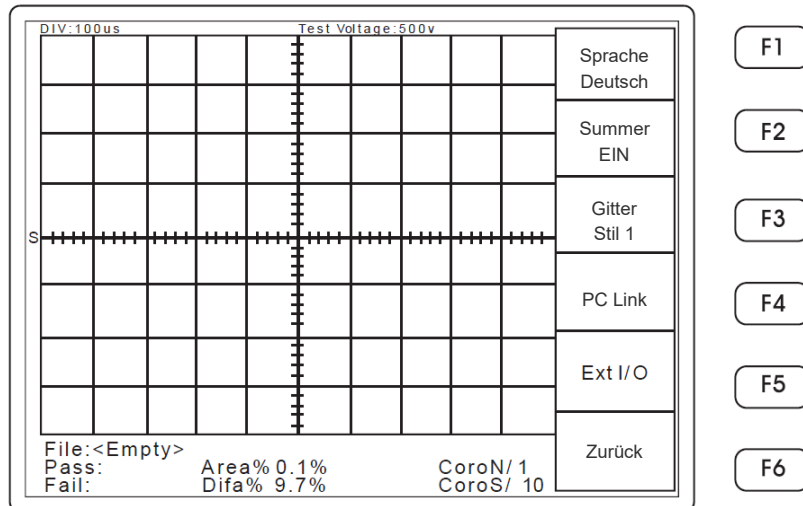 DIV:100us Test Voltage:500v
Sprache
Deutsch
F1
Summer
EIN
F2
Gitter
Stil 1
F3
S
PC Link
F4
Ext I/O
F5
Zurück
F6
File:<Empty>
Pass: Area% 0.1% CoroN/ 1
Fail: Difa% 9.7% CoroS/ 10